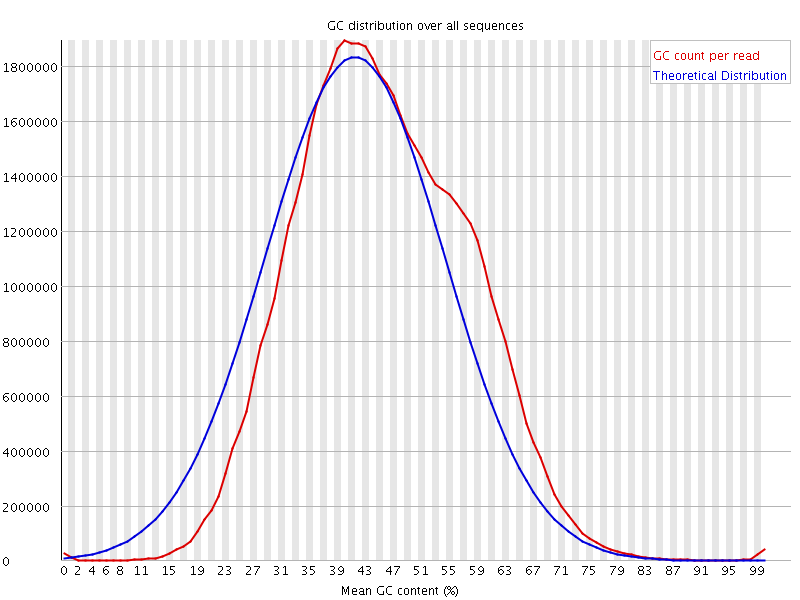 GC distribution over all sequences
GC count per read
Theoretical Distribution
1800000
1600000
1400000
1200000
1000000
800000
600000
400000
200000
0
0 2 4 6 8 11 15 19 23 27 31 35 39 43 47 51 55 59 63 67 71 75 79 83 87 91 95 99
Mean GC content (%)